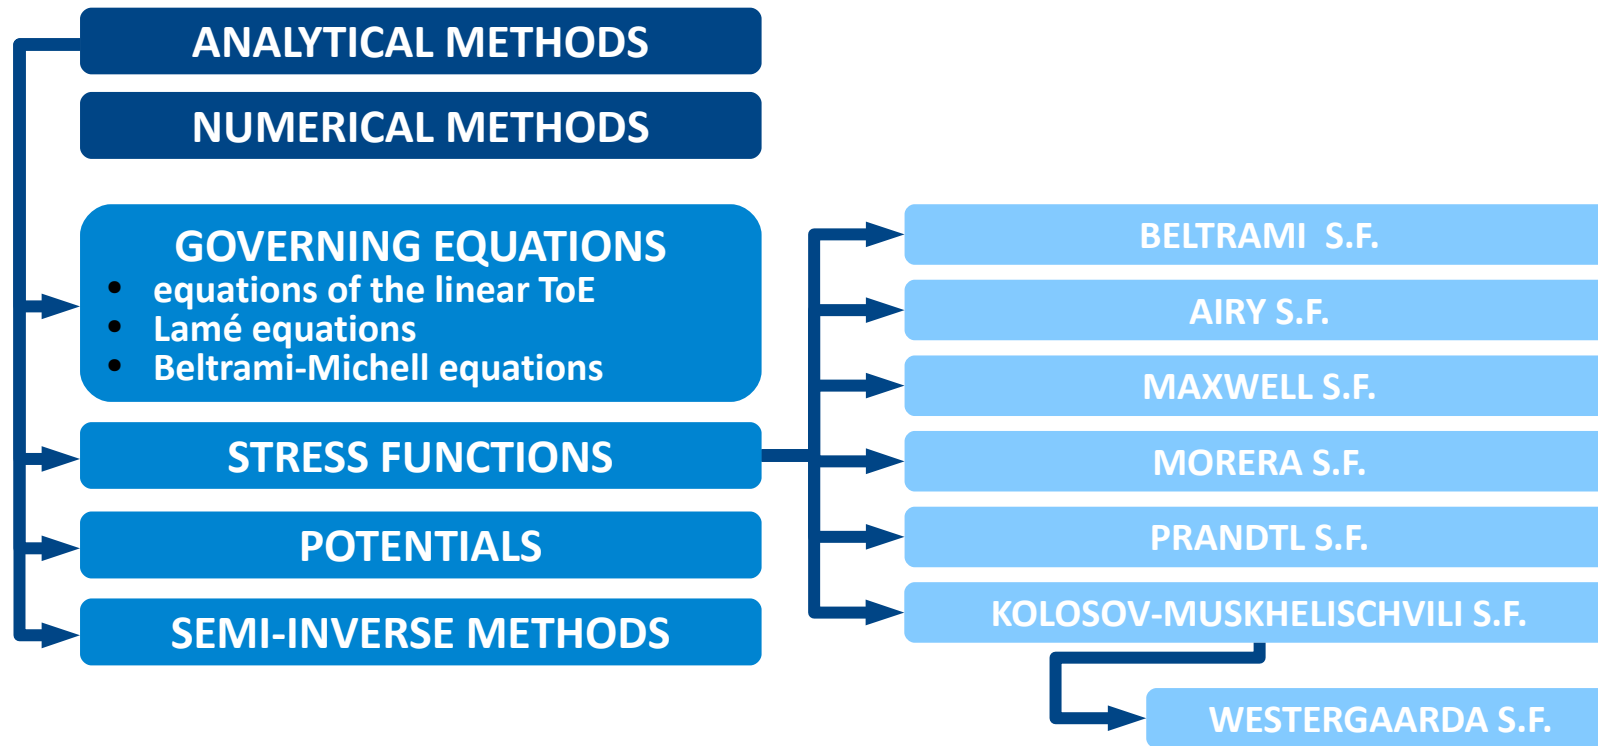 ANALYTICAL METHODS
NUMERICAL METHODS
GOVERNING EQUATIONS
• equations of the linear ToE
• Lamé equations
• Beltrami-Michell equations
STRESS FUNCTIONS
POTENTIALS
SEMI-INVERSE METHODS
BELTRAMI S.F.
AIRY S.F.
MAXWELL S.F.
MORERA S.F.
PRANDTL S.F.
KOLOSOV-MUSKHELISCHVILI S.F.
WESTERGAARDA S.F.